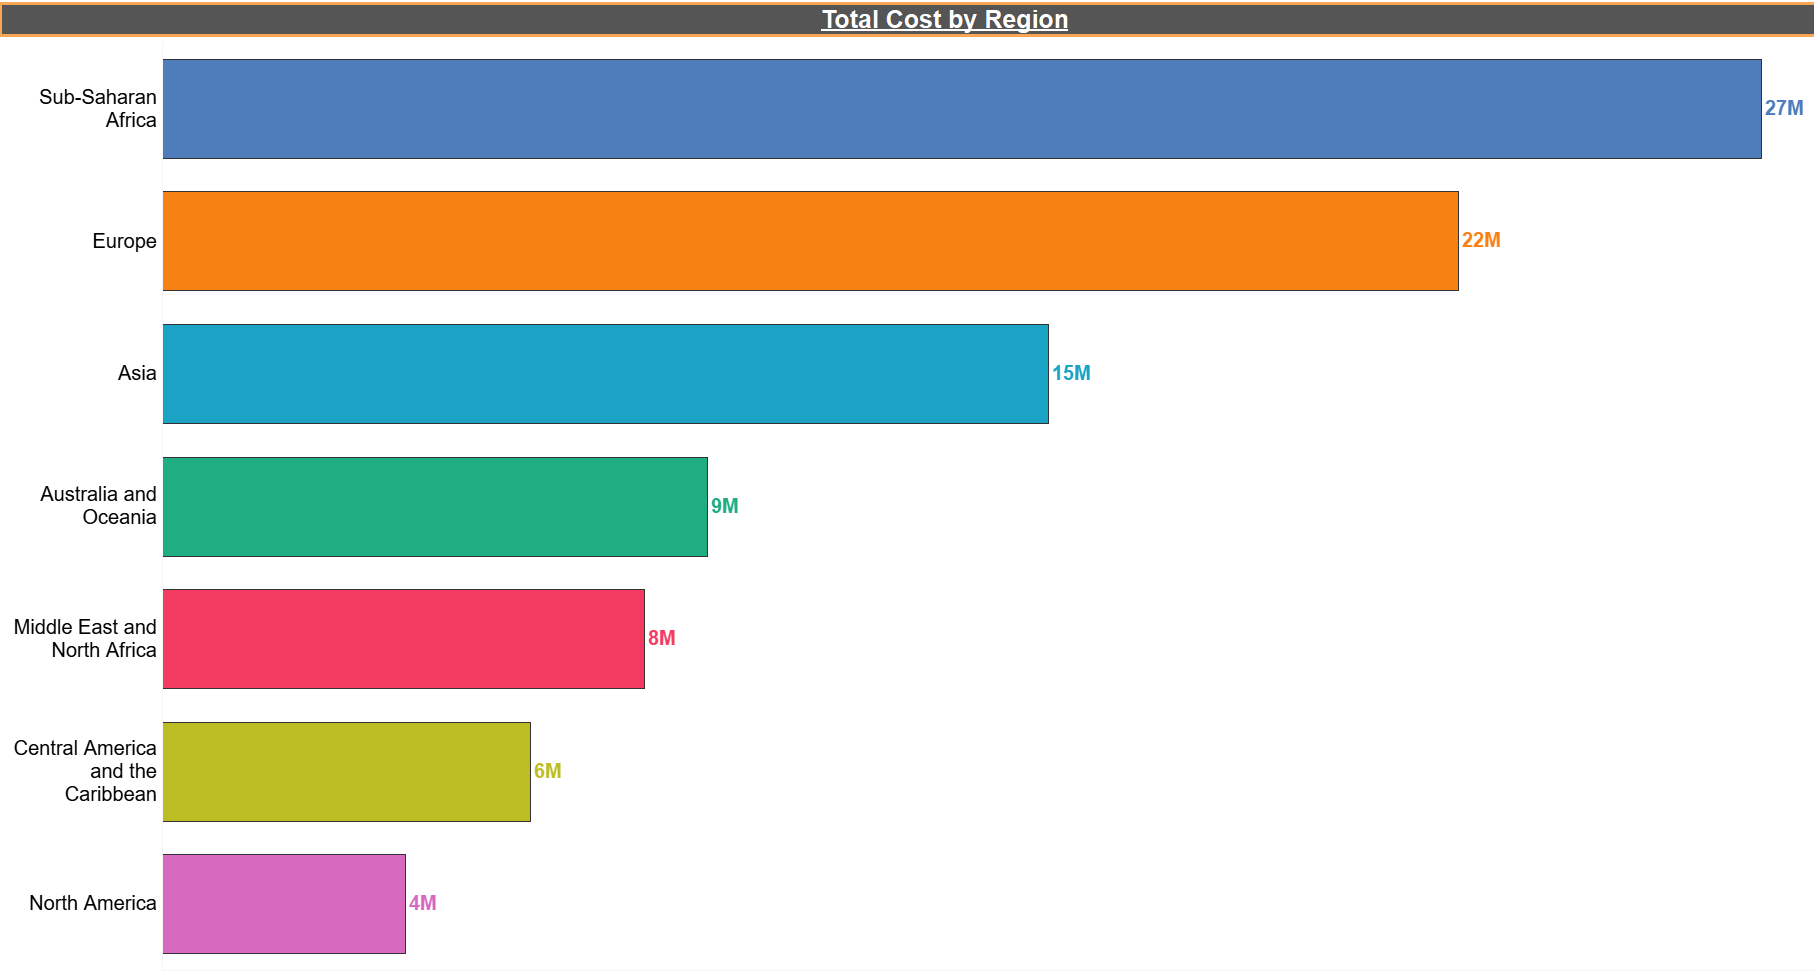 Total Cost by Region
Sub-Saharan
Africa
27M
Europe
22M
Asia
15M
Australia and
Oceania
9M
Middle East and
North Africa
8M
Central America
and the
Caribbean
6M
North America
4M